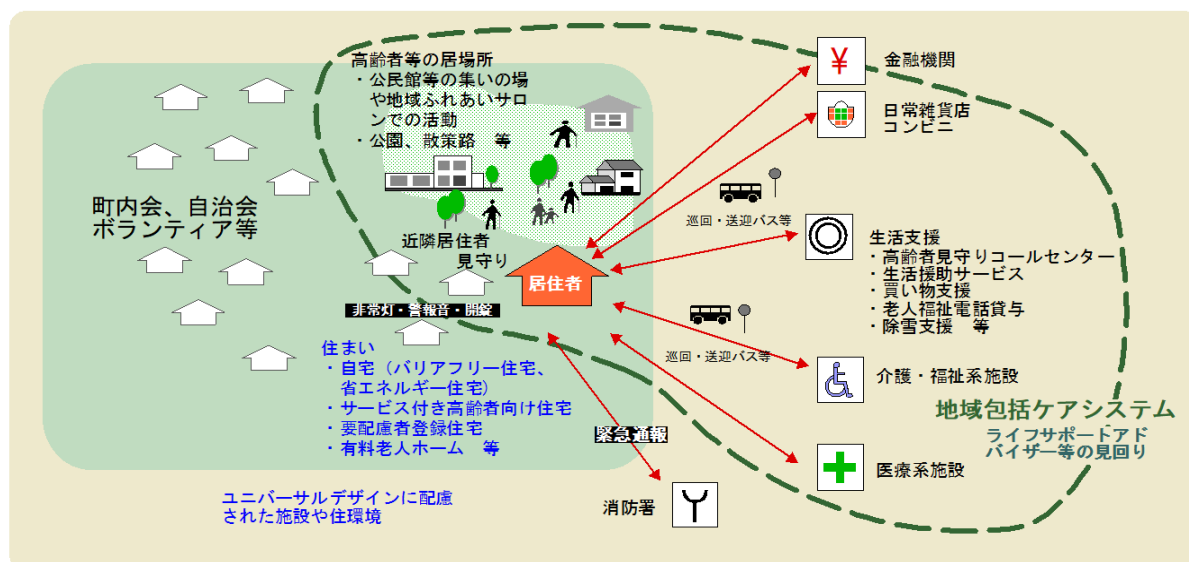 高齢者等の居場所
・公民館等の集いの場
や地域ふれあいサロ
ンでの活動
・公園、散策路　等
町内会、自治会
ボランティア等
近隣居住者
見守り
居住者
非常灯・警報音・開錠
住まい
・自宅（バリアフリー住宅、
省エネルギー住宅）
・サービス付き高齢者向け住宅
・要配慮者登録住宅
・有料老人ホーム　等
ユニバーサルデザインに配慮
された施設や住環境
緊急通報
消防署
¥
金融機関
日常雑貨店
コンビニ
巡回・送迎バス等
生活支援
・高齢者見守りコールセンター
・生活援助サービス
・買い物支援
・老人福祉電話貸与
・除雪支援　等
巡回・送迎バス等
介護・福祉系施設
地域包括ケアシステム
ライフサポートアド
バイザー等の見回り
医療系施設